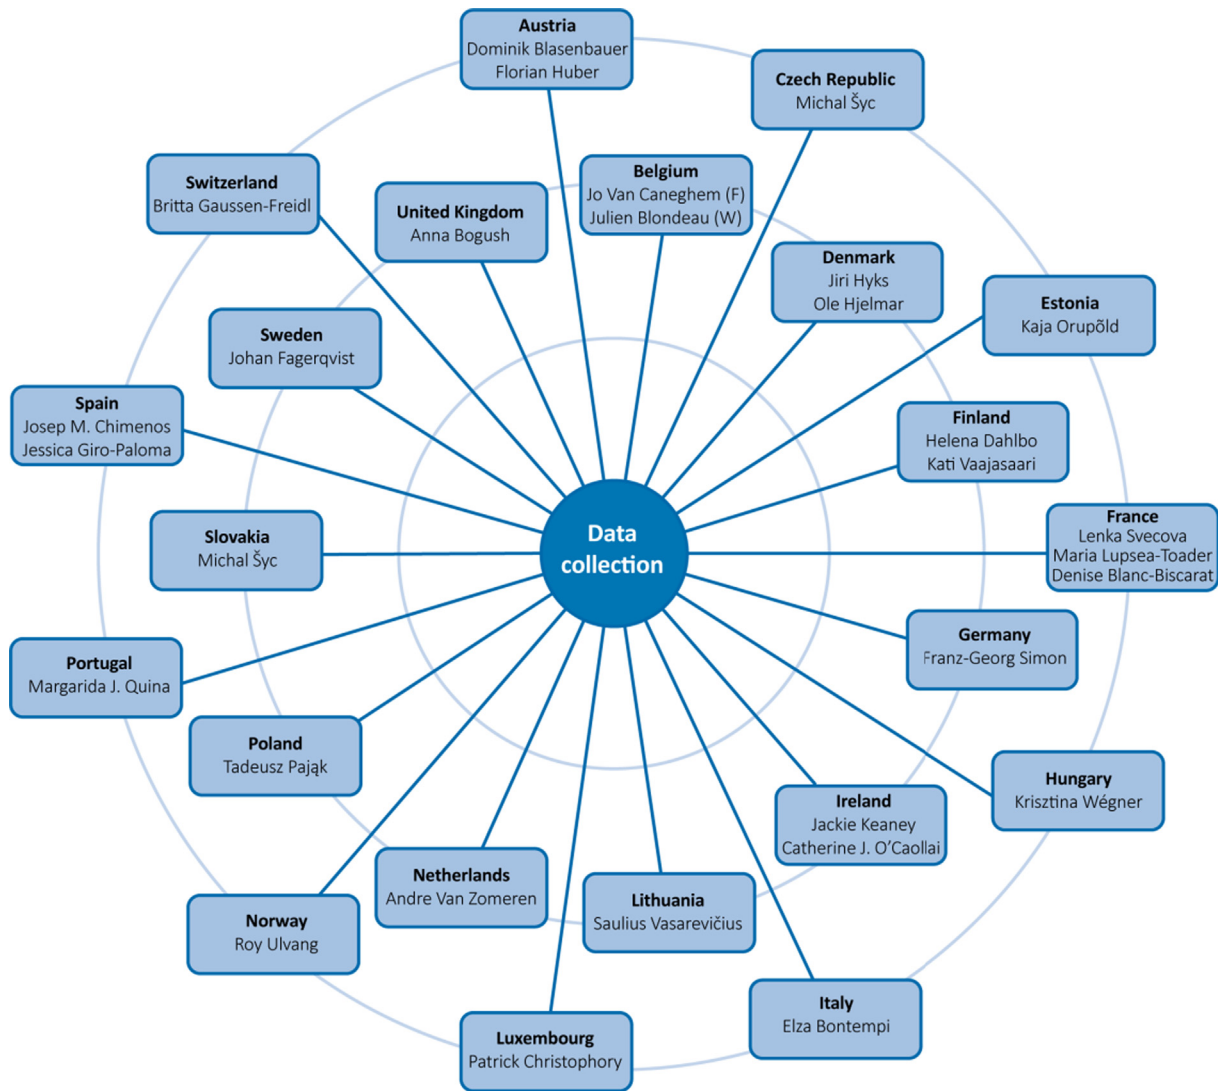 Austria
Dominik Blasenbauer
Florian Huber
Czech Republic
Michal Šyc
Switzerland
Britta Gaussen-Freidl
United Kingdom
Anna Bogush
Belgium
Jo Van Caneghem (F)
Julien Blondeau (W)
Denmark
Jiri Hyks
Ole Hjelmar
Estonia
Kaja Orupõld
Sweden
Johan Fagerqvist
Spain
Josep M. Chimenos
Jessica Giro-Paloma
Finland
Helena Dahlbo
Kati Vaajasaari
Slovakia
Michal Šyc
Data
collection
France
Lenka Svecova
Maria Lupsea-Toader
Denise Blanc-Biscarat
Germany
Franz-Georg Simon
Portugal
Margarida J. Quina
Poland
Tadeusz Pająk
Hungary
Krisztina Wégner
Ireland
Jackie Keaney
Catherine J. O’Caollai
Netherlands
Andre Van Zomeren
Lithuania
Saulius Vasarevičius
Norway
Roy Ulvang
Italy
Elza Bontempi
Luxembourg
Patrick Christophory